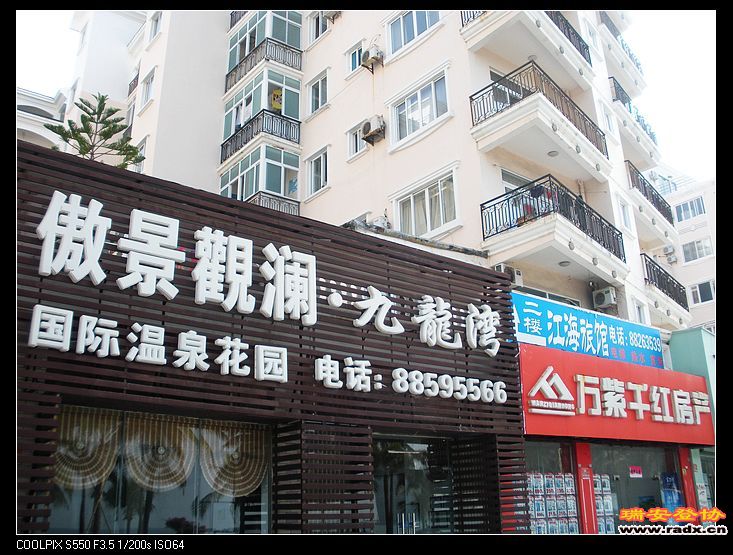 傲景觀澜·九龍湾
国际温泉花园 电话：88595566
二楼 江海旅馆 电话：88263539
万紫千红房产
瑞安登协
www.radx.cn
COOLPIX S550 F3.5 1/200s ISO64